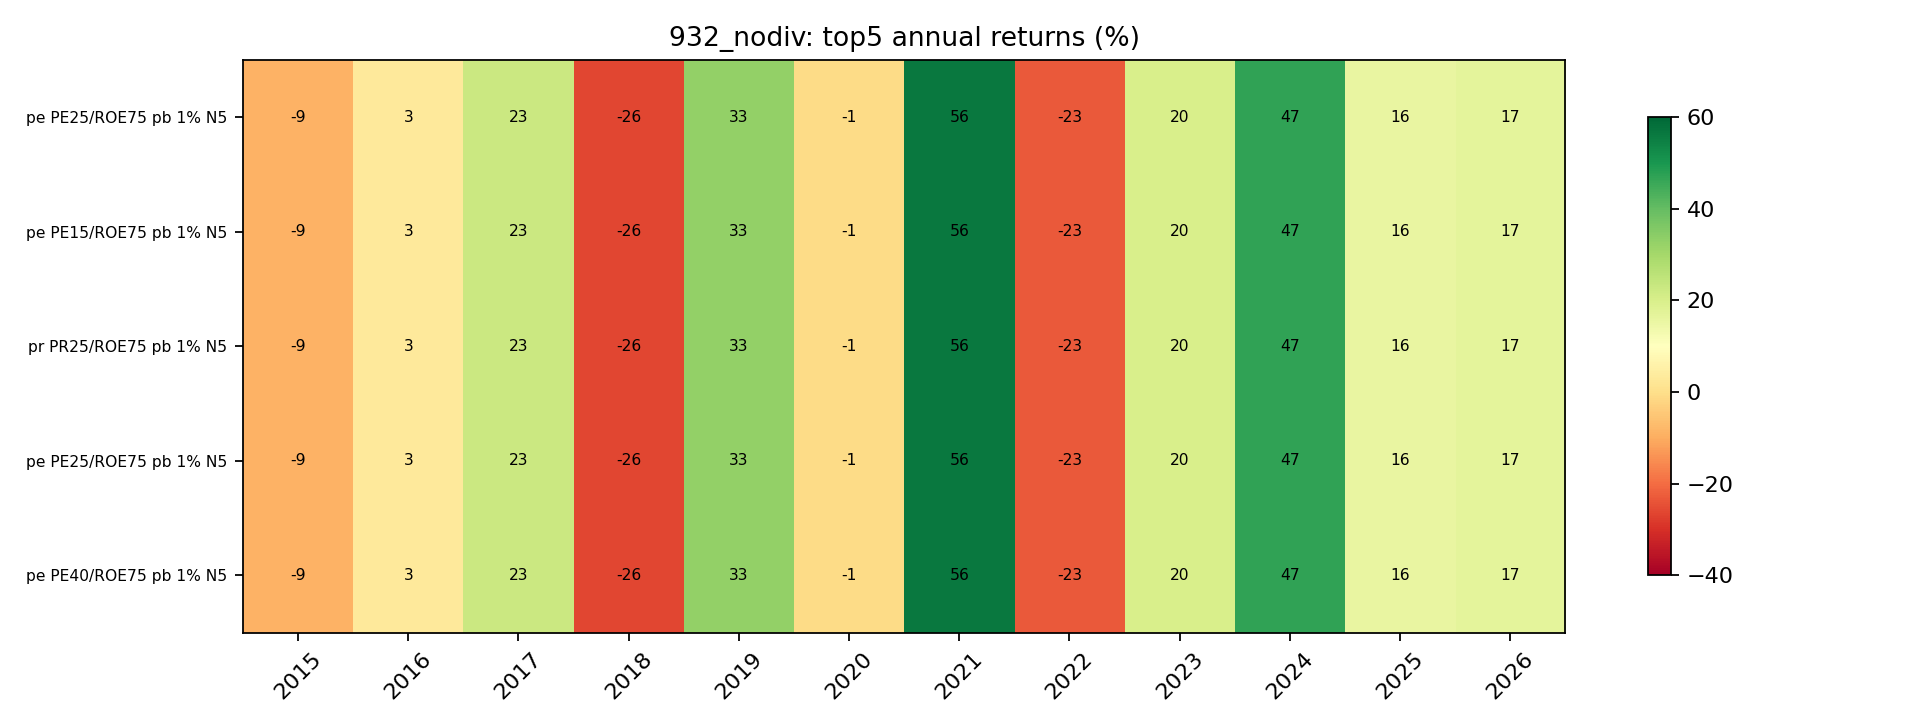 932_nodiv: top5 annual returns (%)
pe PE25/ROE75 pb 1% N5 -9 3 23 -26 33 -1 56 -23 20 47 16 17
pe PE15/ROE75 pb 1% N5 -9 3 23 -26 33 -1 56 -23 20 47 16 17
pr PR25/ROE75 pb 1% N5 -9 3 23 -26 33 -1 56 -23 20 47 16 17
pe PE25/ROE75 pb 1% N5 -9 3 23 -26 33 -1 56 -23 20 47 16 17
pe PE40/ROE75 pb 1% N5 -9 3 23 -26 33 -1 56 -23 20 47 16 17
2015 2016 2017 2018 2019 2020 2021 2022 2023 2024 2025 2026
60
40
20
0
−20
−40